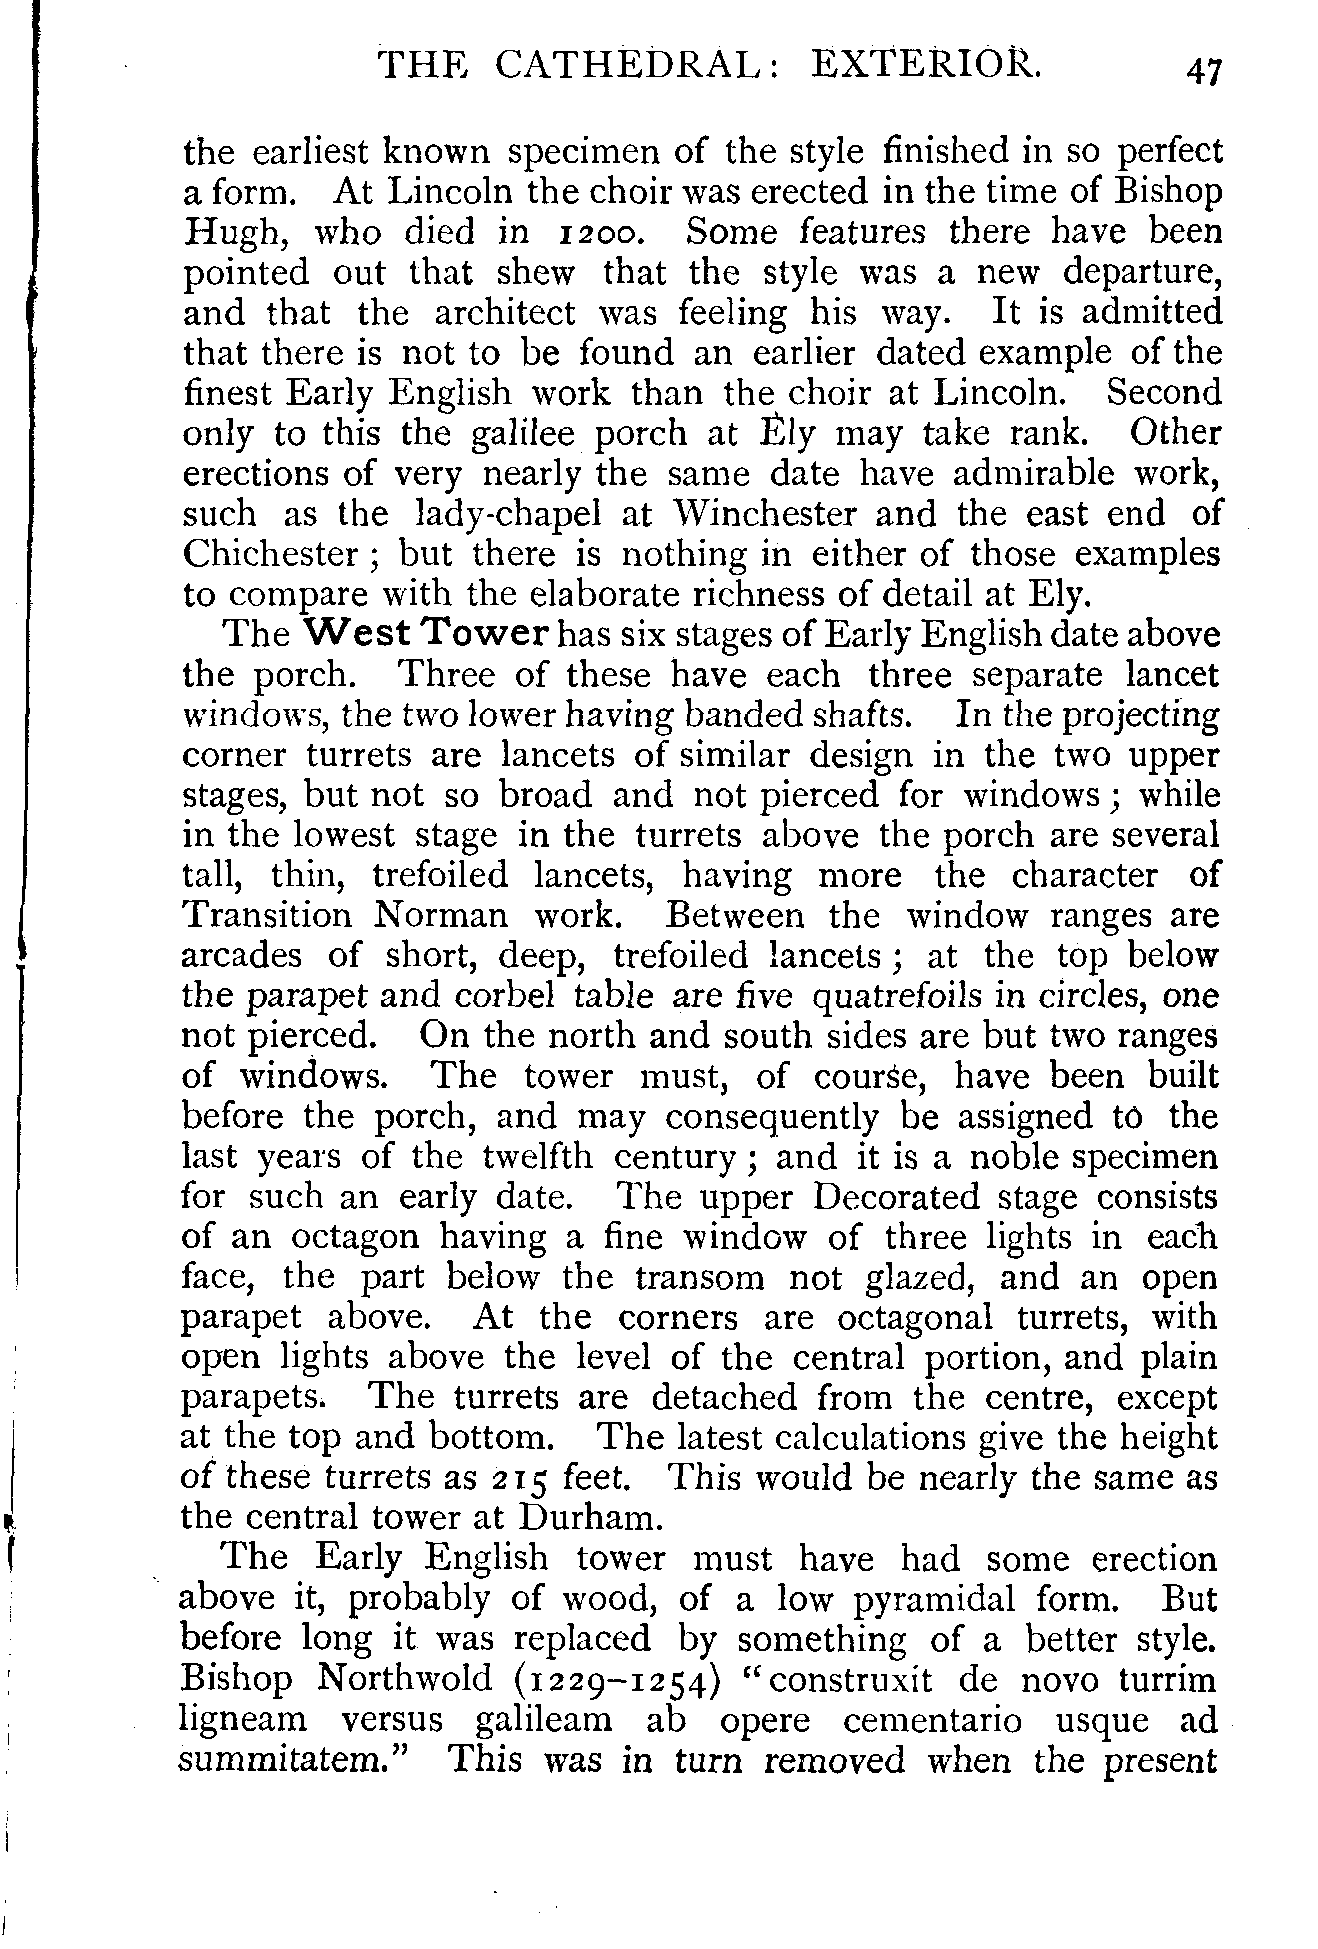 THE CATHEDRAL: EXTERIOR. 47
the earliest known specimen of the style finished in so perfect
a form. At Lincoln the choir was erected in the time of Bishop
Hugh, who died in 1200. Some features there have been
pointed out that shew that the style was a new departure,
and that the architect was feeling his way. It is admitted
that there is not to be found an earlier dated example of the
finest Early English work than the choir at Lincoln. Second
only to this the galilee porch at Ely may take rank. Other
erections of very nearly the same date have admirable work,
such as the lady-chapel at Winchester and the east end of
Chichester ; but there is nothing in either of those examples
to compare with the elaborate richness of detail at Ely.
The West Tower has six stages of Early English date above
the porch. Three of these have each three separate lancet
windows, the two lower having banded shafts. In the projecting
corner turrets are lancets of similar design in the two upper
stages, but not so broad and not pierced for windows ; while
in the lowest stage in the turrets above the porch are several
tall, thin, trefoiled lancets, having more the character of
Transition Norman work. Between the window ranges are
arcades of short, deep, trefoiled lancets ; at the top below
the parapet and corbel table are five quatrefoils in circles, one
not pierced. On the north and south sides are but two ranges
of windows. The tower must, of course, have been built
before the porch, and may consequently be assigned to the
last years of the twelfth century ; and it is a noble specimen
for such an early date. The upper Decorated stage consists
of an octagon having a fine window of three lights in each
face, the part below the transom not glazed, and an open
parapet above. At the corners are octagonal turrets, with
open lights above the level of the central portion, and plain
parapets. The turrets are detached from the centre, except
at the top and bottom. The latest calculations give the height
of these turrets as 215 feet. This would be nearly the same as
the central tower at Durham.
The Early English tower must have had some erection
above it, probably of wood, of a low pyramidal form. But
before long it was replaced by something of a better style.
Bishop Northwold (1229–1254) “construxit de novo turrim
ligneam versus galileam ab opere cementario usque ad
summitatem.” This was in turn removed when the present